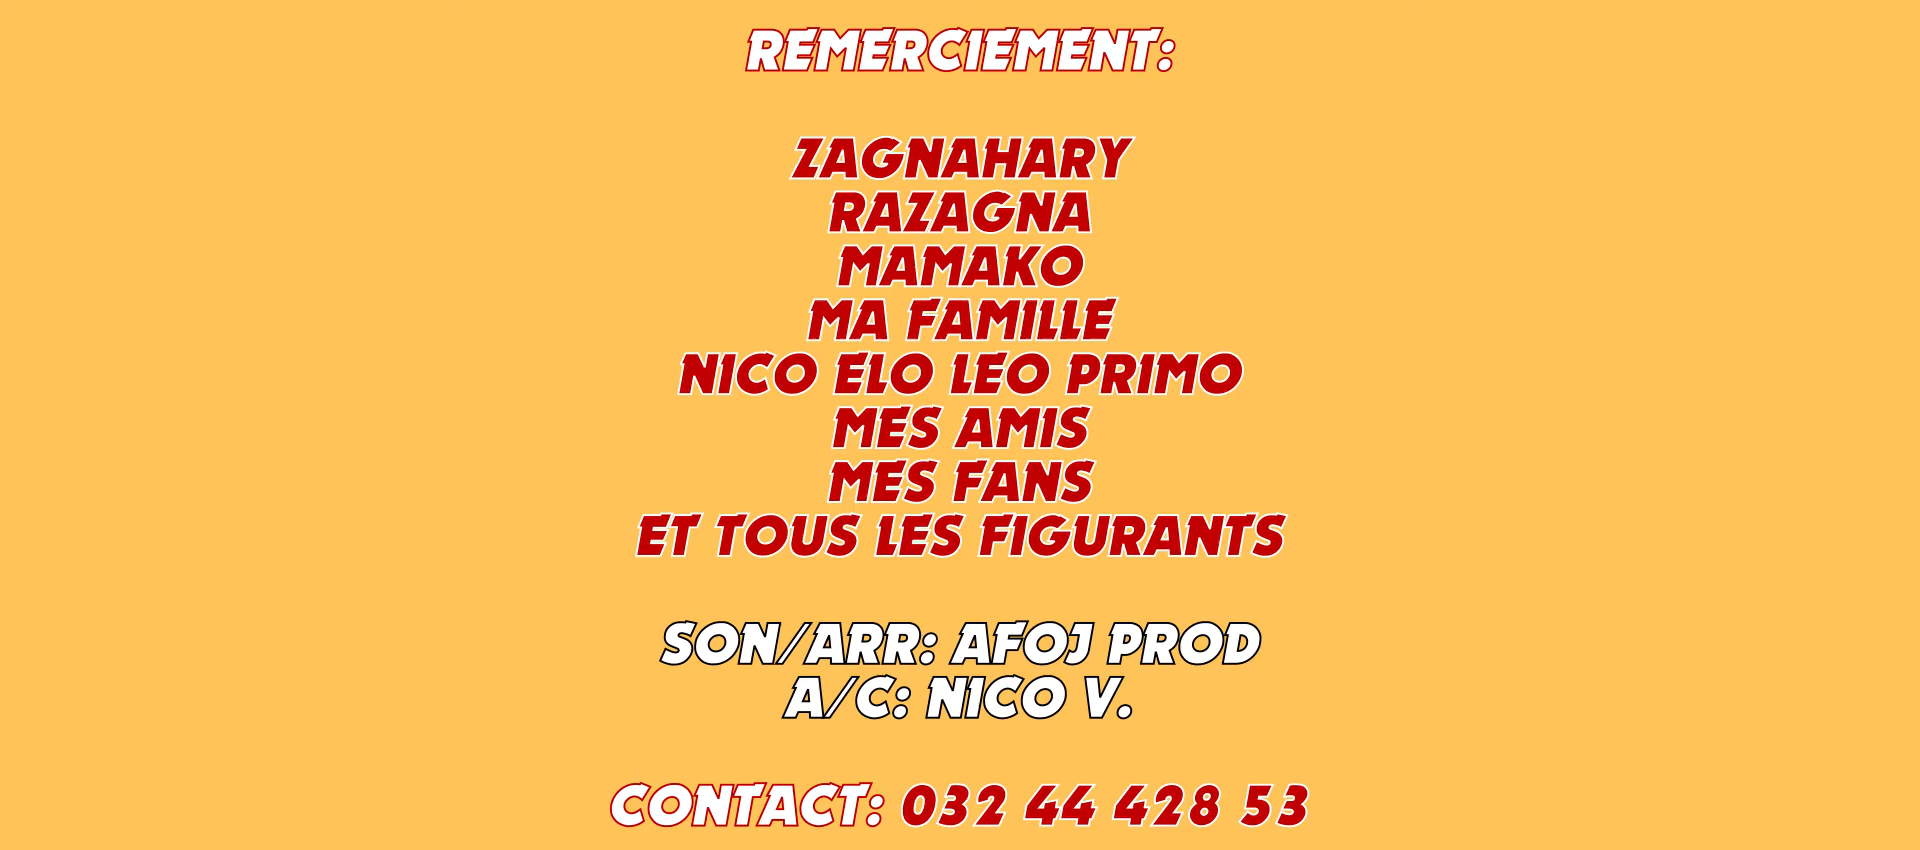 REMERCIEMENT:
ZAGNAHARY
RAZAGNA
MAMAKO
MA FAMILLE
NICO ELO LEO PRIMO
MES AMIS
MES FANS
ET TOUS LES FIGURANTS
SON/ARR: AFOJ PROD
A/C: NICO V.
CONTACT: 032 44 428 53